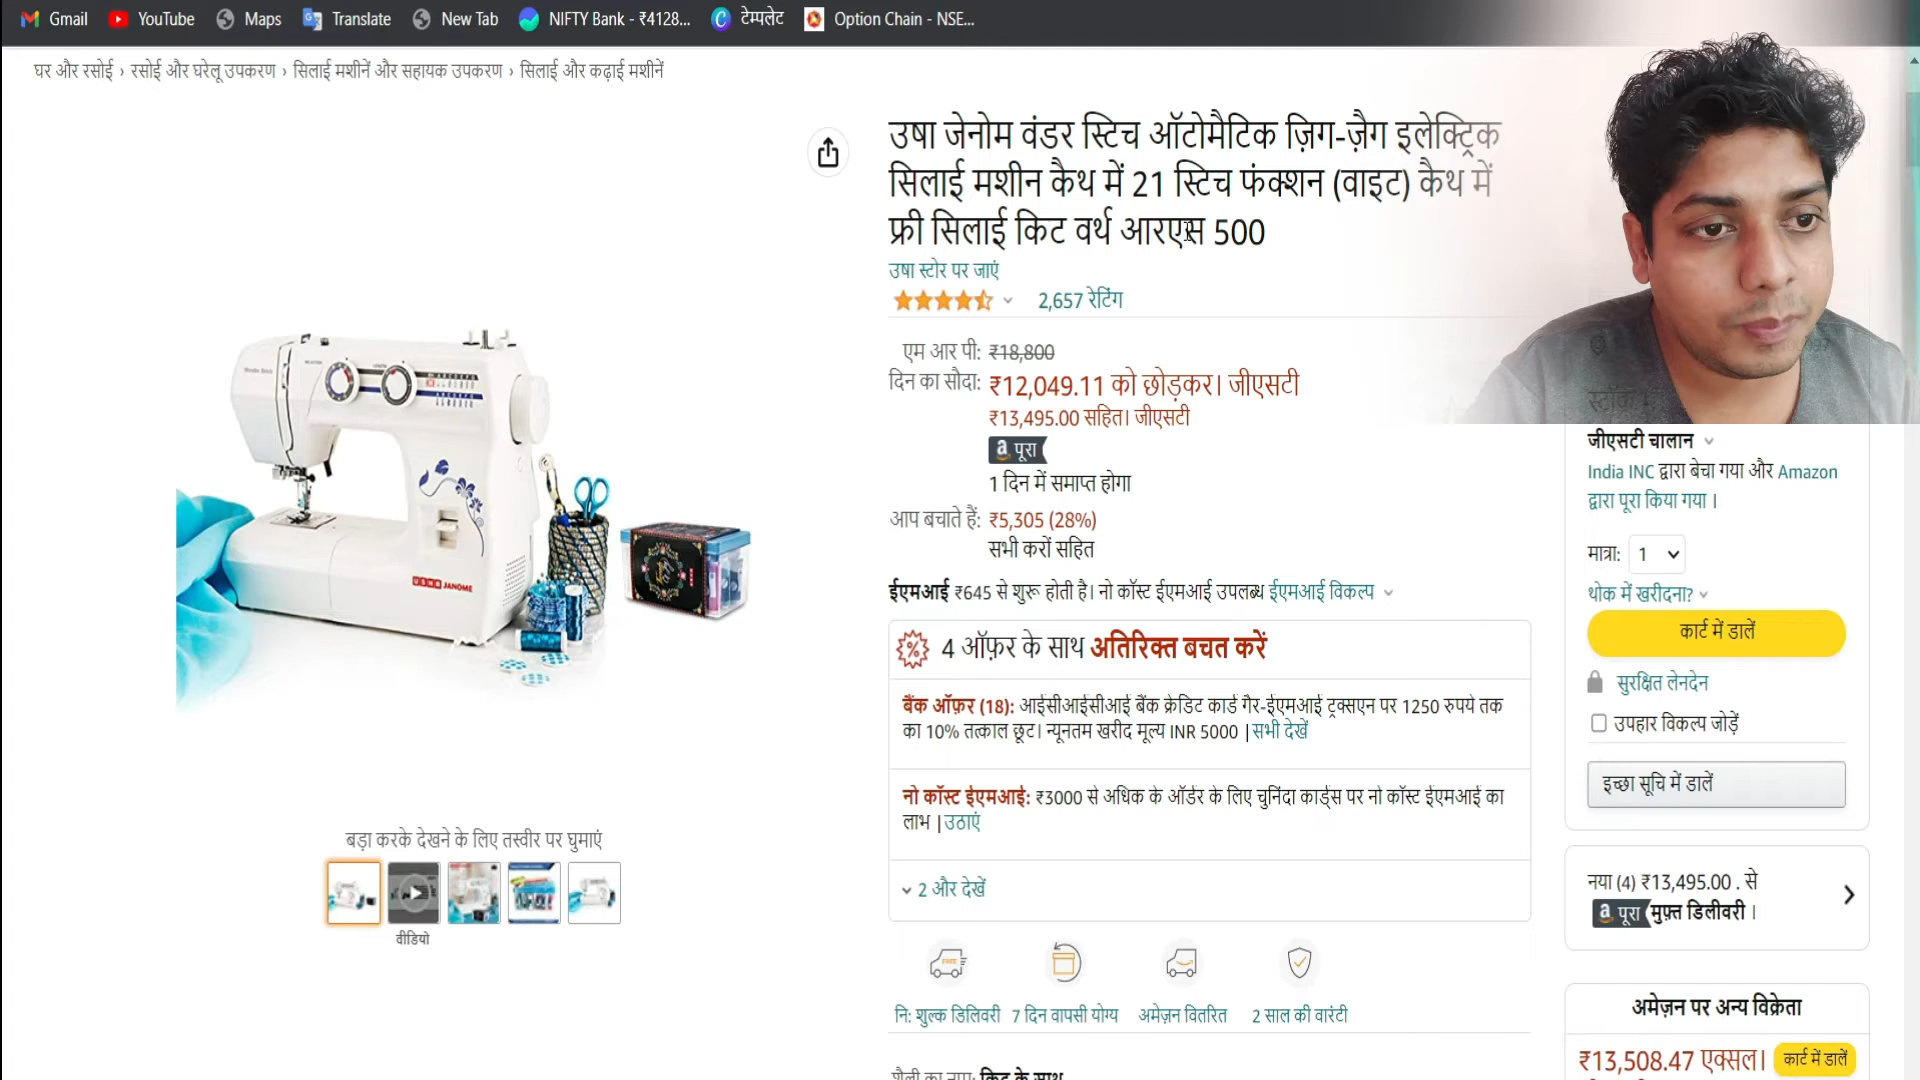 Gmail YouTube Maps Translate New Tab NIFTY Bank - ₹4128... टेम्पलेट Option Chain - NSE...
घर और रसोई › रसोई और घरेलू उपकरण › सिलाई मशीनें और सहायक उपकरण › सिलाई और कढ़ाई मशीनें
उषा जेनोम वंडर स्टिच ऑटोमैटिक ज़िग-ज़ैग इलेक्ट्रिक
सिलाई मशीन कैथ में 21 स्टिच फंक्शन (वाइट) कैथ में
फ्री सिलाई किट वर्थ आरएस 500
उषा स्टोर पर जाएं
2,657 रेटिंग
एम आर पी: ₹18,800
दिन का सौदा: ₹12,049.11 को छोड़कर। जीएसटी
₹13,495.00 सहित। जीएसटी
a पूरा
1 दिन में समाप्त होगा
आप बचाते हैं: ₹5,305 (28%)
सभी करों सहित
ईएमआई ₹645 से शुरू होती है। नो कॉस्ट ईएमआई उपलब्ध ईएमआई विकल्प
4 ऑफ़र के साथ अतिरिक्त बचत करें
बैंक ऑफ़र (18): आईसीआईसीआई बैंक क्रेडिट कार्ड गैर-ईएमआई ट्रक्सएन पर 1250 रुपये तक
का 10% तत्काल छूट। न्यूनतम खरीद मूल्य INR 5000 | सभी देखें
नो कॉस्ट ईएमआई: ₹3000 से अधिक के ऑर्डर के लिए चुनिंदा कार्ड्स पर नो कॉस्ट ईएमआई का
लाभ | उठाएं
2 और देखें
नि: शुल्क डिलिवरी 7 दिन वापसी योग्य अमेज़न वितरित 2 साल की वारंटी
शैली का नाम: किट के साथ
USHA JANOME
बड़ा करके देखने के लिए तस्वीर पर घुमाएं
वीडियो
जीएसटी चालान
India INC द्वारा बेचा गया और Amazon
द्वारा पूरा किया गया ।
मात्रा: 1
थोक में खरीदना?
कार्ट में डालें
सुरक्षित लेनदेन
उपहार विकल्प जोड़ें
इच्छा सूचि में डालें
नया (4) ₹13,495.00 . से
a पूरा मुफ़्त डिलीवरी ।
अमेज़न पर अन्य विक्रेता
₹13,508.47 एक्सल। कार्ट में डालें